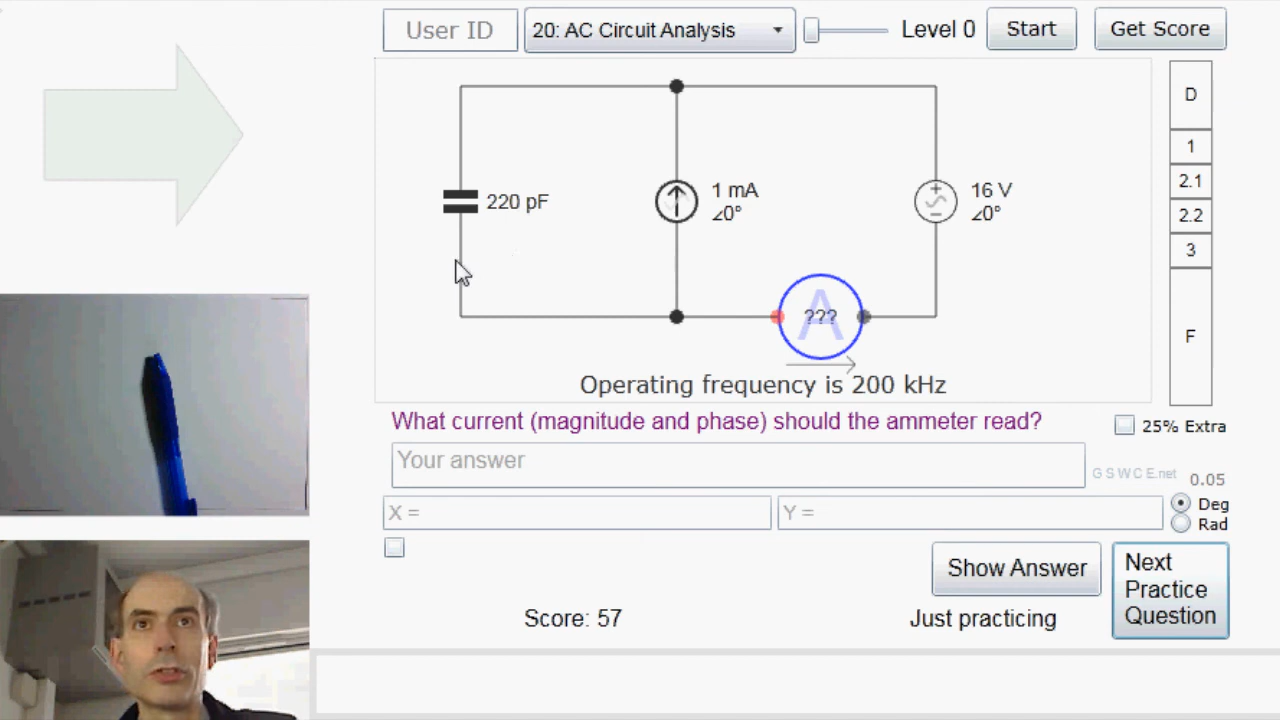 User ID
20: AC Circuit Analysis
Level 0
Start
Get Score
D
1
2.1
2.2
3
F
220 pF
1 mA
∠0°
16 V
∠0°
A
???
Operating frequency is 200 kHz
What current (magnitude and phase) should the ammeter read?
25% Extra
Your answer
GSWCE.net
0.05
X =
Y =
Deg
Rad
Show Answer
Next
Practice
Question
Score: 57
Just practicing